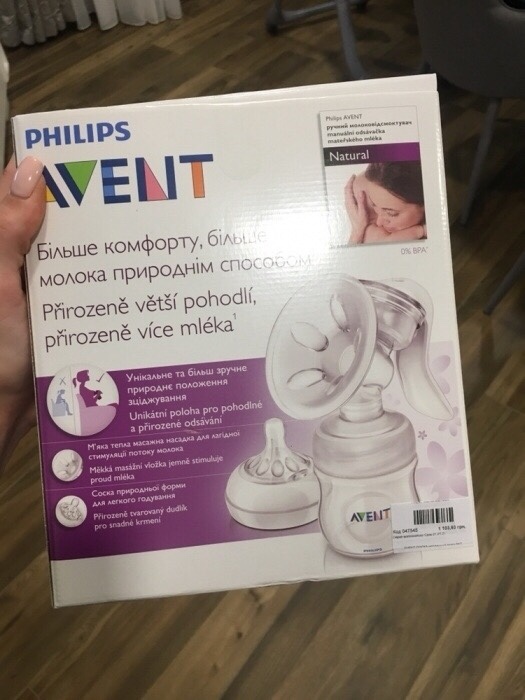 PHILIPS
AVENT
Philips AVENT
ручний молоковідсмоктувач
manuální odsávačka
mateřského mléka
Natural
0% BPA*
Більше комфорту, більше
молока природнім способом
Přirozeně větší pohodlí,
přirozeně více mléka¹
Унікальне та більш зручне
природнє положення
зціджування
Unikátní poloha pro pohodlné
a přirozené odsávání
М'яка тепла масажна насадка для лагідної
стимуляції потоку молока
Měkká masážní vložka jemně stimuluje
proud mléka
Соска природньої форми
для легкого годування
Přirozeně tvarovaný dudlík
pro snadné krmení
AVENT
Код 047242